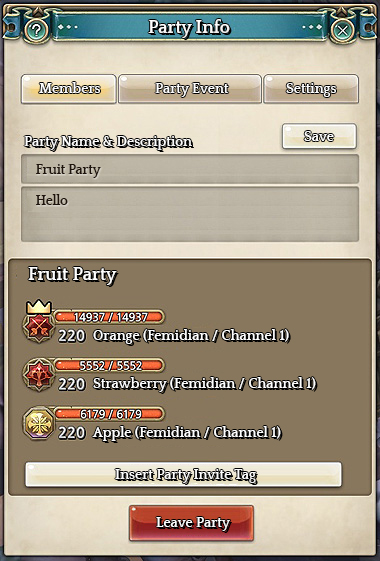 ?
Party Info
Members Party Event Settings
Party Name & Description Save
Fruit Party
Hello
Fruit Party
14937 / 14937
220 Orange (Femidian / Channel 1)
5552 / 5552
220 Strawberry (Femidian / Channel 1)
6179 / 6179
220 Apple (Femidian / Channel 1)
Insert Party Invite Tag
Leave Party